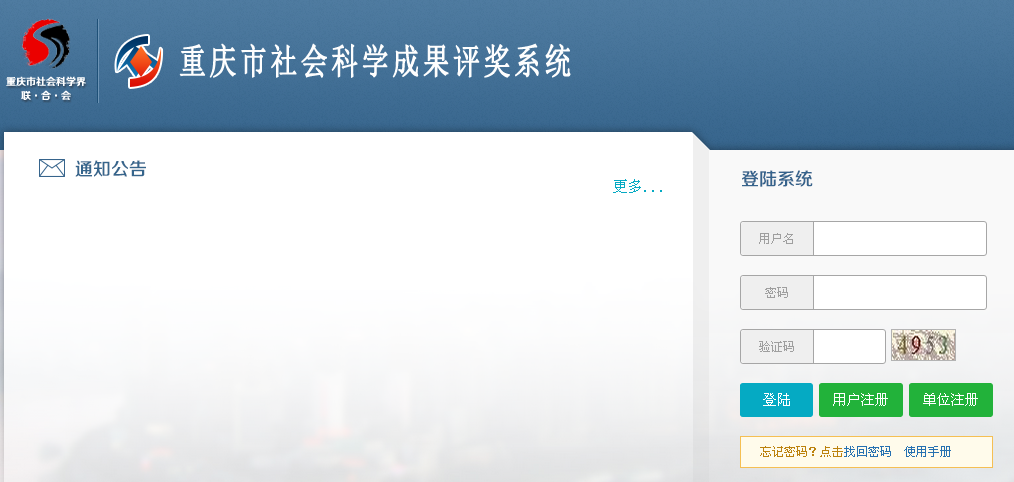 重庆市社会科学界
联·合·会
重庆市社会科学成果评奖系统
通知公告
更多...
登陆系统
用户名
密码
验证码
4953
登陆
用户注册
单位注册
忘记密码？点击找回密码 使用手册